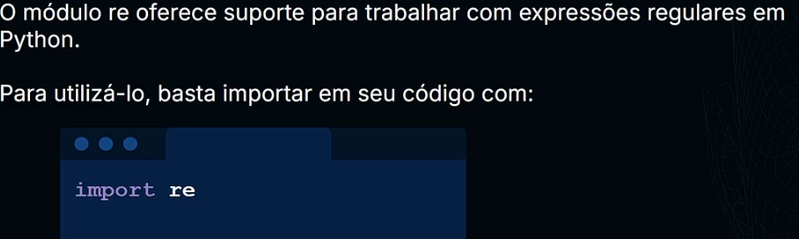 O módulo re oferece suporte para trabalhar com expressões regulares em
Python.
Para utilizá-lo, basta importar em seu código com:
import re